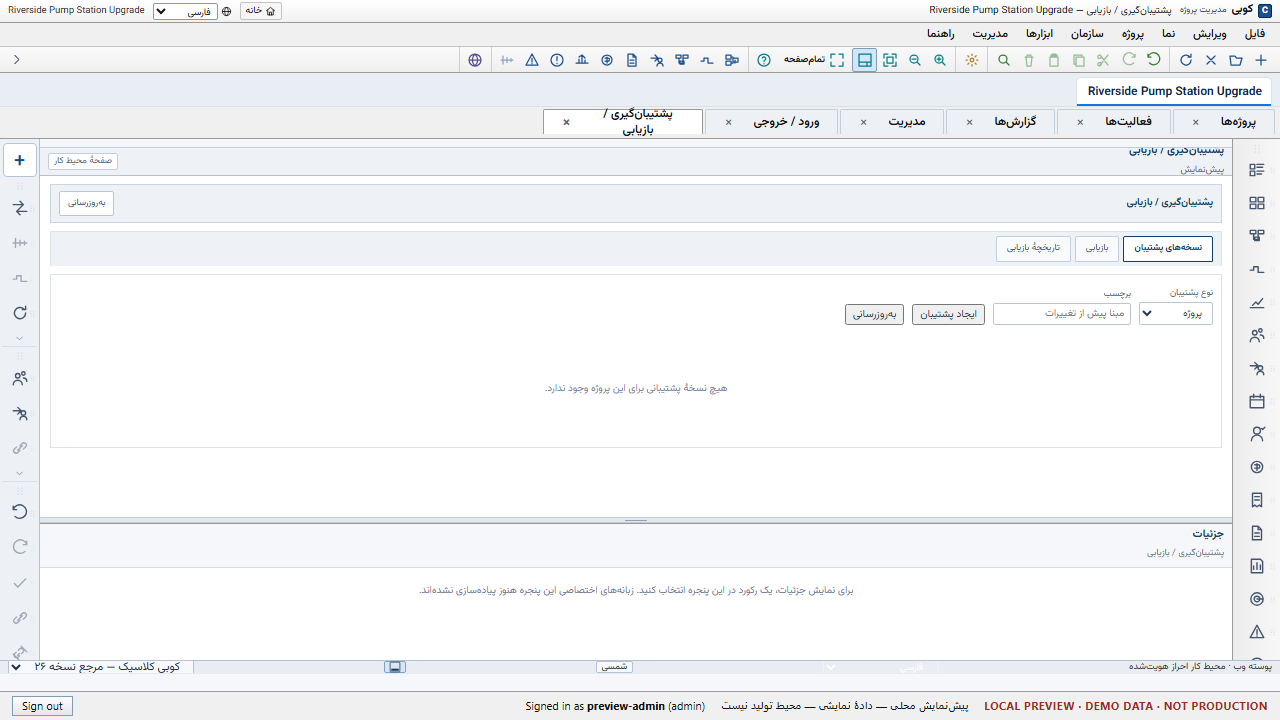 C کوبی مدیریت پروژه پشتیبان‌گیری / بازیابی — Riverside Pump Station Upgrade
خانه
فارسی
Riverside Pump Station Upgrade
فایل ویرایش نما پروژه سازمان ابزارها مدیریت راهنما
تمام‌صفحه
Riverside Pump Station Upgrade
پروژه‌ها ×
فعالیت‌ها ×
گزارش‌ها ×
مدیریت ×
ورود / خروجی ×
پشتیبان‌گیری / بازیابی ×
پشتیبان‌گیری / بازیابی
پیش‌نمایش
صفحهٔ محیط کار
پشتیبان‌گیری / بازیابی
به‌روزرسانی
نسخه‌های پشتیبان
بازیابی
تاریخچهٔ بازیابی
نوع پشتیبان
برچسب
پروژه
مبنا پیش از تغییرات
ایجاد پشتیبان
به‌روزرسانی
هیچ نسخهٔ پشتیبانی برای این پروژه وجود ندارد.
جزئیات
پشتیبان‌گیری / بازیابی
برای نمایش جزئیات، یک رکورد در این پنجره انتخاب کنید. زبانه‌های اختصاصی این پنجره هنوز پیاده‌سازی نشده‌اند.
پوسته وب · محیط کار احراز هویت‌شده
فارسی
شمسی
کوبی کلاسیک — مرجع نسخه ۲۶
LOCAL PREVIEW · DEMO DATA · NOT PRODUCTION
پیش‌نمایش محلی — دادهٔ نمایشی — محیط تولید نیست
Signed in as preview-admin (admin)
Sign out